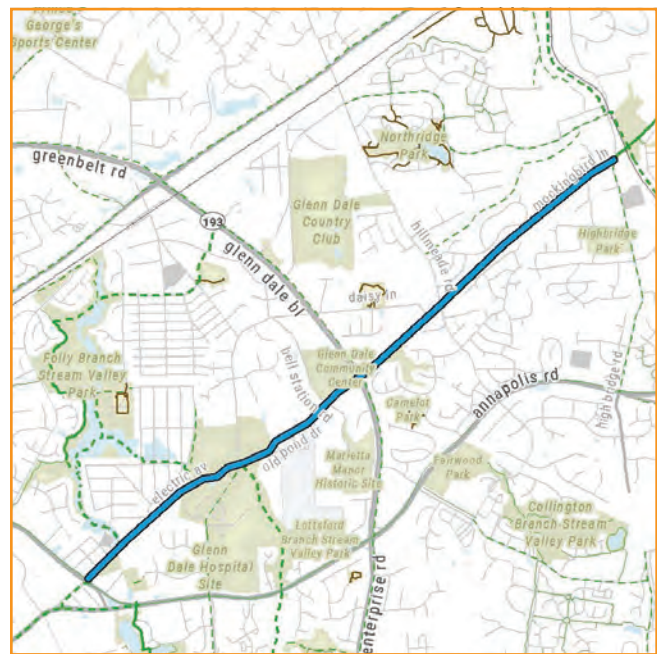 George's
Sports Center
greenbelt rd
193
glenn dale bl
Northridge
Park
mockingbird ln
Glenn Dale
Country
Club
hillmeade rd
Highbridge
Park
daisy ln
Folly Branch
Stream Valley
Park
bell station rd
Glenn Dale
Community
Center
Camelot
Park
annapolis rd
highbridge rd
electric av
old pond dr
Marietta
Manor
Historic Site
Fairwood
Park
Collington
Branch Stream
Valley Park
Lottsford
Branch Stream
Valley Park
Glenn
Dale Hospital
Site
enterprise rd